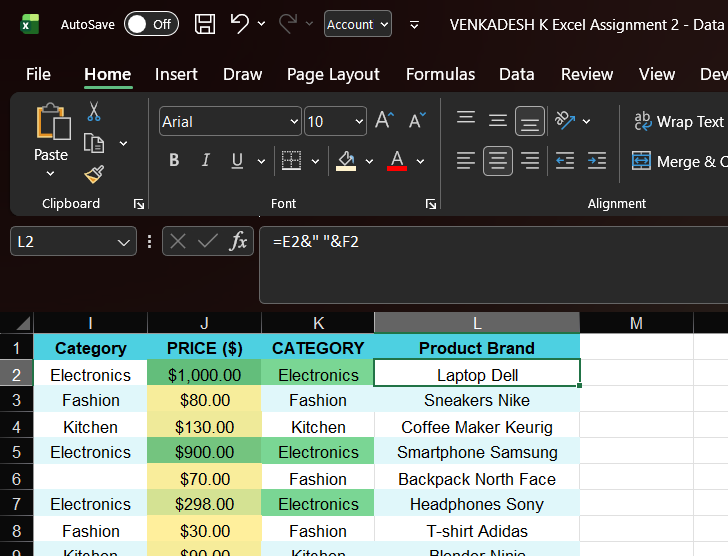 AutoSave Off Account VENKADESH K Excel Assignment 2 - Data
File Home Insert Draw Page Layout Formulas Data Review View Dev
Paste Arial 10 A A ab Wrap Text
B I U A Merge & C
Clipboard Font Alignment
L2 fx =E2&" "&F2
I J K L M
1 Category PRICE ($) CATEGORY Product Brand
2 Electronics $1,000.00 Electronics Laptop Dell
3 Fashion $80.00 Fashion Sneakers Nike
4 Kitchen $130.00 Kitchen Coffee Maker Keurig
5 Electronics $900.00 Electronics Smartphone Samsung
6 $70.00 Fashion Backpack North Face
7 Electronics $298.00 Electronics Headphones Sony
8 Fashion $30.00 Fashion T-shirt Adidas
9 Kitchen $90.00 Kitchen Blender Ninja